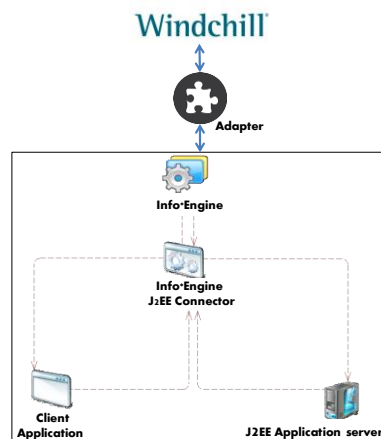 Windchill
Adapter
Info*Engine
Info*Engine
J2EE Connector
Client
Application
J2EE Application server